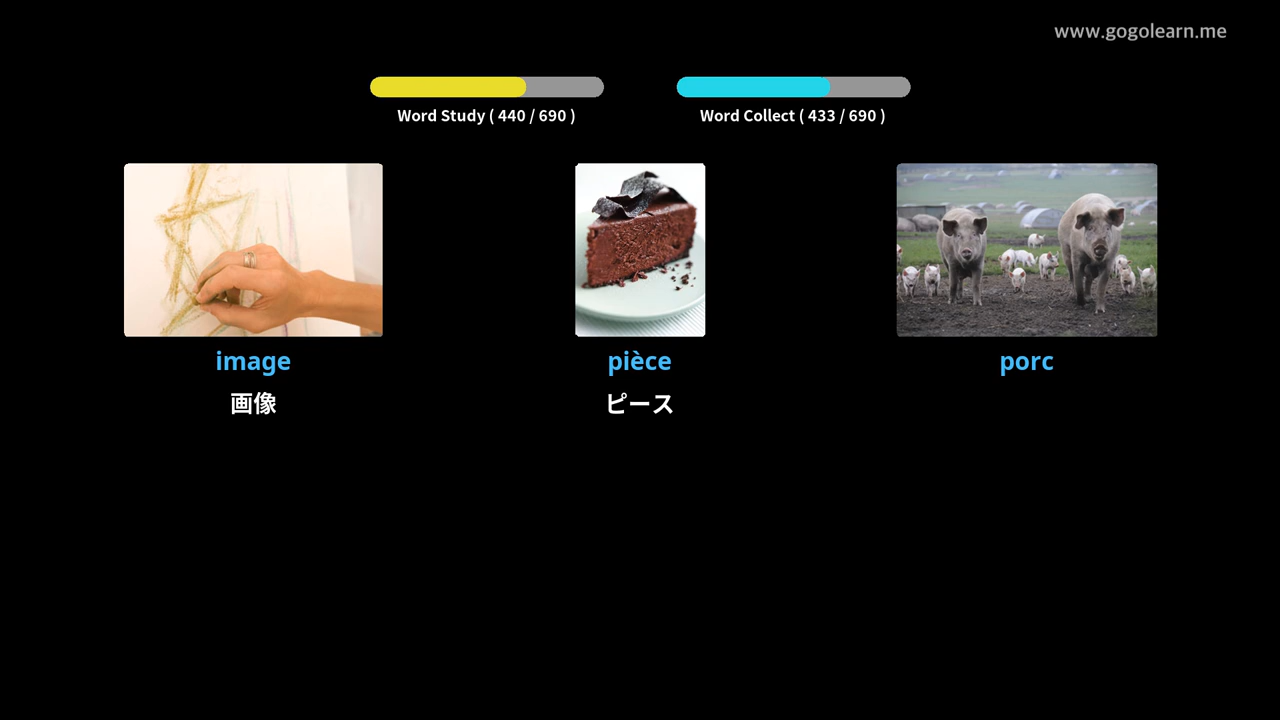 www.gogolearn.me
Word Study ( 440 / 690 )
Word Collect ( 433 / 690 )
image
画像
pièce
ピース
porc